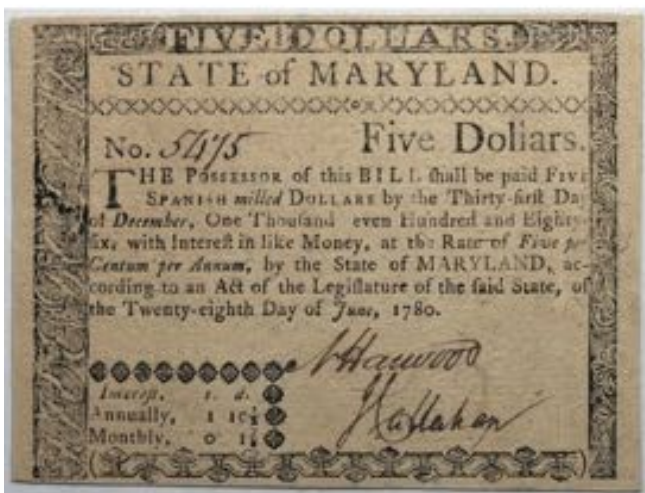 FIVE DOLLARS.
STATE of MARYLAND.
No. 5475 Five Dollars.
THE POSSESSOR of this BILL ſhall be paid FIVE
SPANISH milled DOLLARS by the Thirty-firſt Day
of December, One Thouſand even Hundred and Eighty-
ſix, with Intereſt in like Money, at the Rate of Five per
Centum per Annum, by the State of MARYLAND, ac-
cording to an Act of the Legiſlature of the ſaid State, of
the Twenty-eighth Day of June, 1780.
N Harwood
Intereſt, s. d.
J Callahan
Annually, 1 10½
Monthly, 0 1⅞